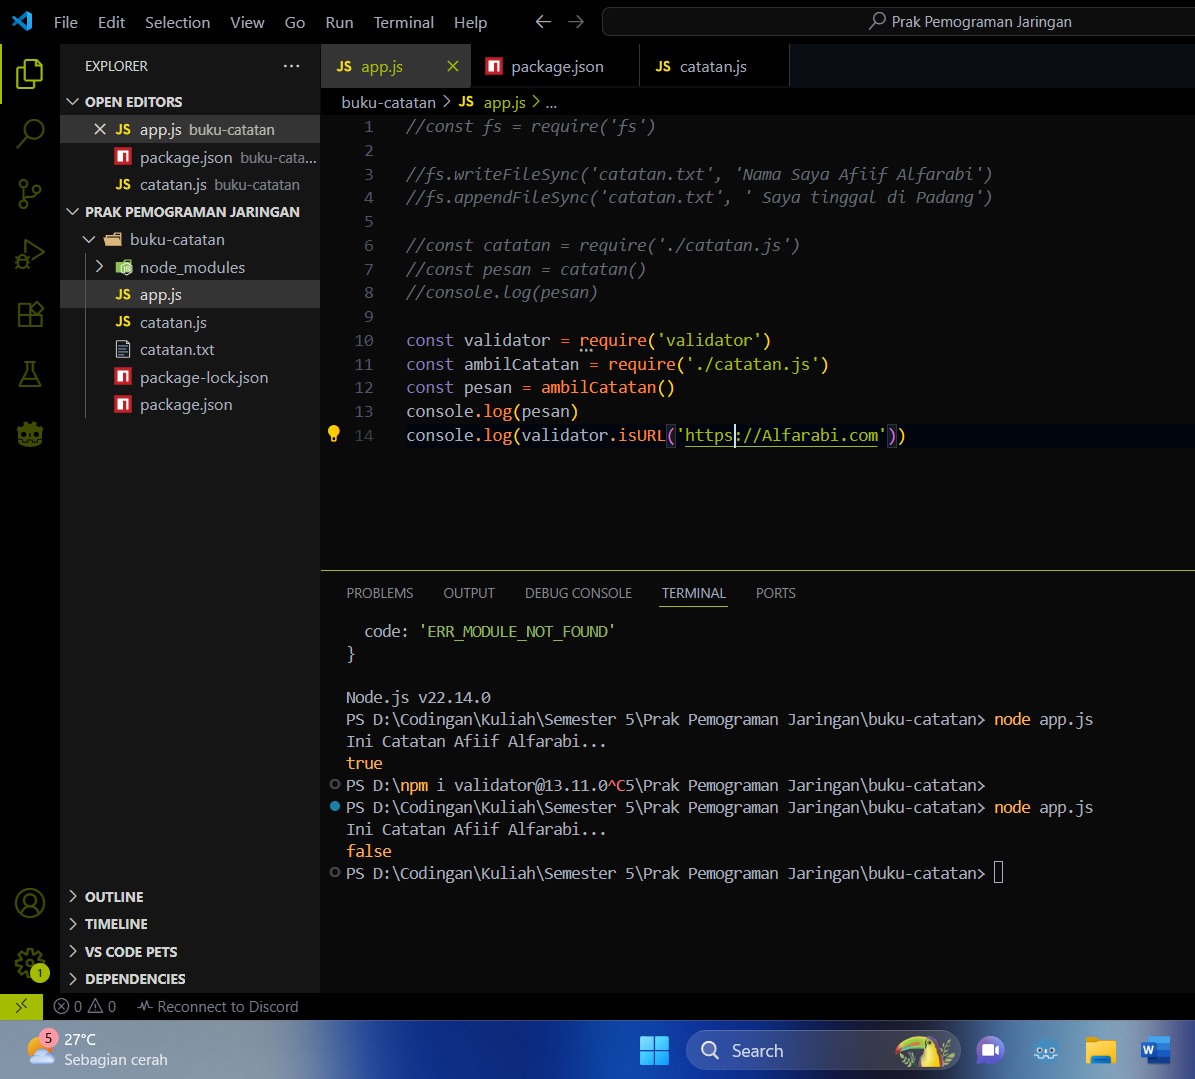 File Edit Selection View Go Run Terminal Help
Prak Pemograman Jaringan
EXPLORER
OPEN EDITORS
JS app.js buku-catatan
package.json buku-cata...
JS catatan.js buku-catatan
PRAK PEMOGRAMAN JARINGAN
buku-catatan
node_modules
JS app.js
JS catatan.js
catatan.txt
package-lock.json
package.json
OUTLINE
TIMELINE
VS CODE PETS
DEPENDENCIES
JS app.js
package.json
JS catatan.js
buku-catatan > JS app.js > ...
1 //const fs = require('fs')
2
3 //fs.writeFileSync('catatan.txt', 'Nama Saya Afiif Alfarabi')
4 //fs.appendFileSync('catatan.txt', ' Saya tinggal di Padang')
5
6 //const catatan = require('./catatan.js')
7 //const pesan = catatan()
8 //console.log(pesan)
9
10 const validator = require('validator')
11 const ambilCatatan = require('./catatan.js')
12 const pesan = ambilCatatan()
13 console.log(pesan)
14 console.log(validator.isURL('https://Alfarabi.com'))
PROBLEMS OUTPUT DEBUG CONSOLE TERMINAL PORTS
code: 'ERR_MODULE_NOT_FOUND'
}
Node.js v22.14.0
PS D:\Codingan\Kuliah\Semester 5\Prak Pemograman Jaringan\buku-catatan> node app.js
Ini Catatan Afiif Alfarabi...
true
PS D:\npm i validator@13.11.0^C5\Prak Pemograman Jaringan\buku-catatan>
PS D:\Codingan\Kuliah\Semester 5\Prak Pemograman Jaringan\buku-catatan> node app.js
Ini Catatan Afiif Alfarabi...
false
PS D:\Codingan\Kuliah\Semester 5\Prak Pemograman Jaringan\buku-catatan>
1
0 0 Reconnect to Discord
5
27°C
Sebagian cerah
Search
W